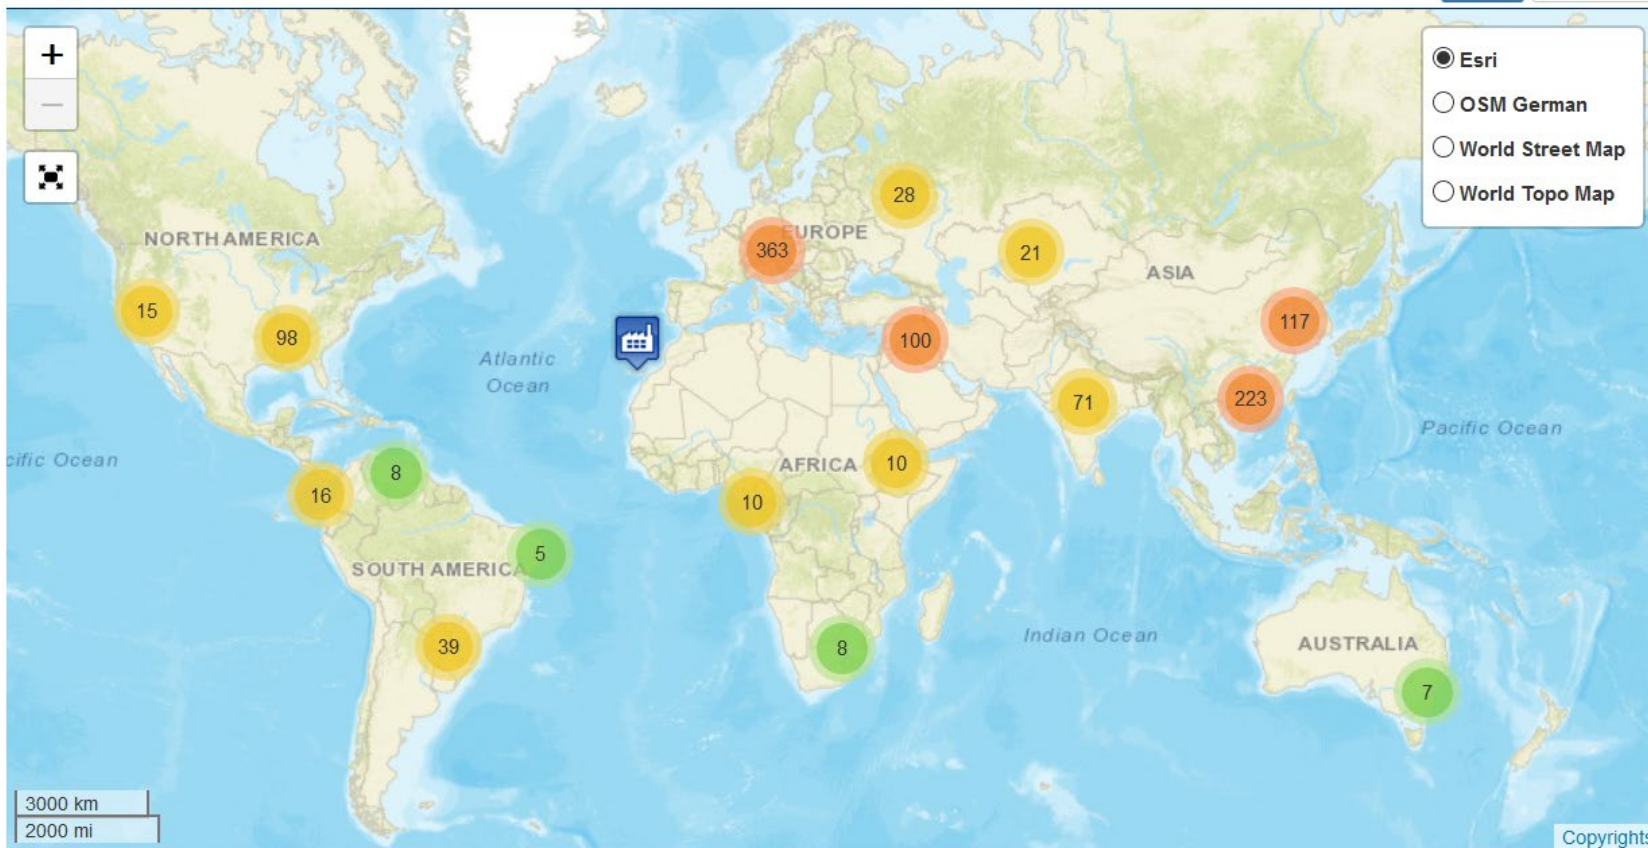 +
−
Esri
OSM German
World Street Map
World Topo Map
28
EUROPE
363
NORTH AMERICA
21
ASIA
15
98
117
100
Atlantic
Ocean
71
223
Pacific Ocean
cific Ocean
AFRICA
10
8
16
10
5
SOUTH AMERICA
39
8
Indian Ocean
AUSTRALIA
7
3000 km
2000 mi
Copyrights